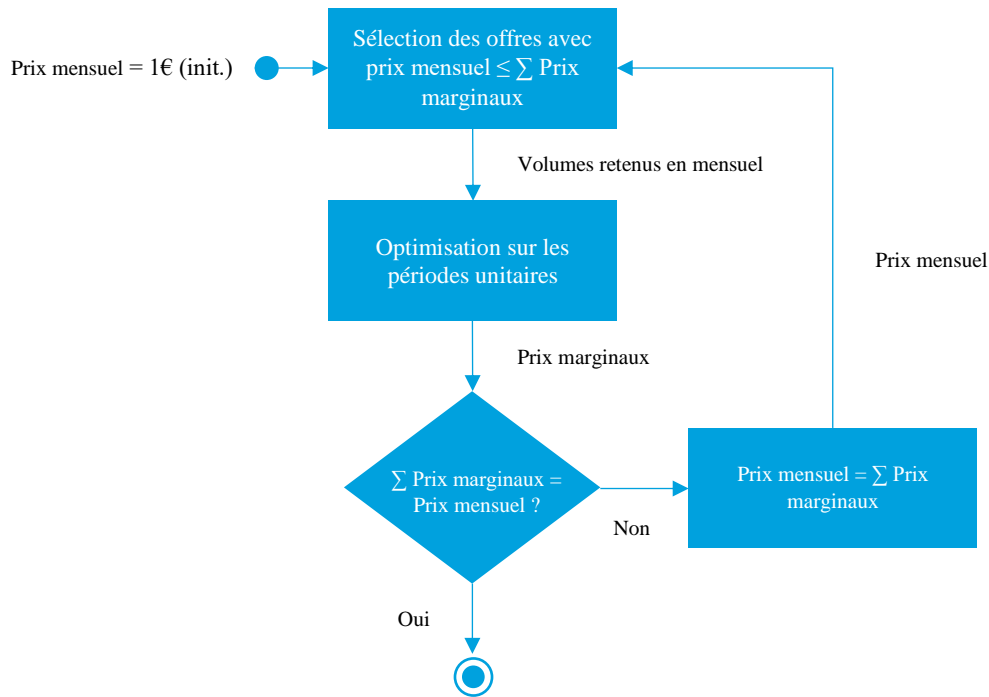 Sélection des offres avec
prix mensuel ≤ ∑ Prix
marginaux
Prix mensuel = 1€ (init.)
Volumes retenus en mensuel
Optimisation sur les
périodes unitaires
Prix mensuel
Prix marginaux
∑ Prix marginaux =
Prix mensuel ?
Prix mensuel = ∑ Prix
marginaux
Non
Oui